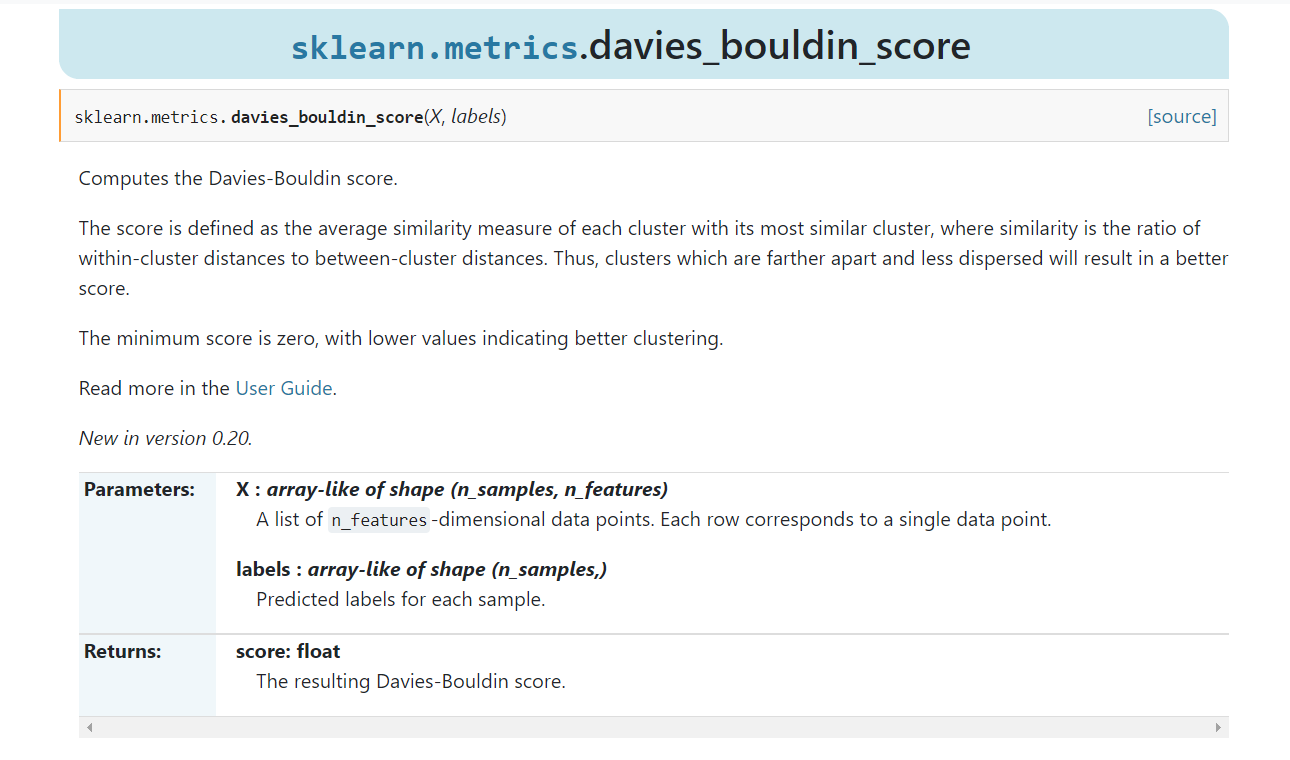 sklearn.metrics.davies_bouldin_score
sklearn.metrics.davies_bouldin_score(X, labels) [source]
Computes the Davies-Bouldin score.
The score is defined as the average similarity measure of each cluster with its most similar cluster, where similarity is the ratio of
within-cluster distances to between-cluster distances. Thus, clusters which are farther apart and less dispersed will result in a better
score.
The minimum score is zero, with lower values indicating better clustering.
Read more in the User Guide.
New in version 0.20.
Parameters: X : array-like of shape (n_samples, n_features)
A list of n_features-dimensional data points. Each row corresponds to a single data point.
labels : array-like of shape (n_samples,)
Predicted labels for each sample.
Returns: score: float
The resulting Davies-Bouldin score.